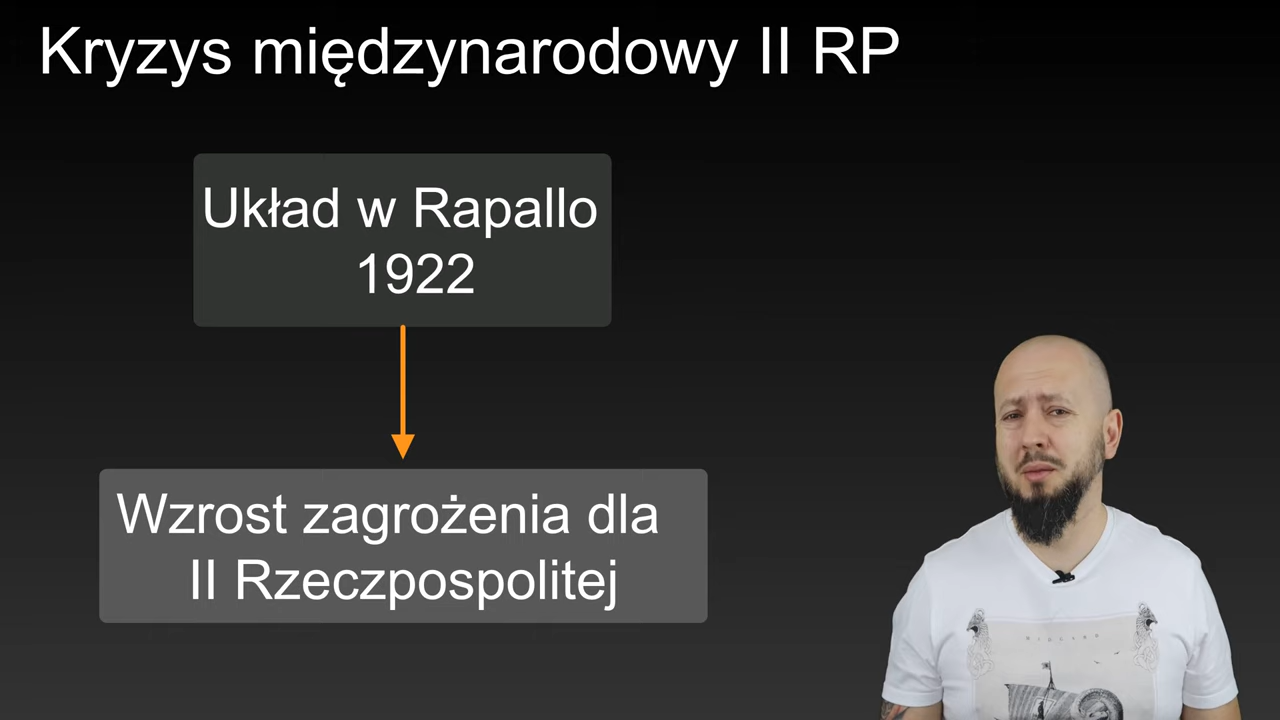 Kryzys międzynarodowy II RP
Układ w Rapallo
1922
Wzrost zagrożenia dla
II Rzeczpospolitej